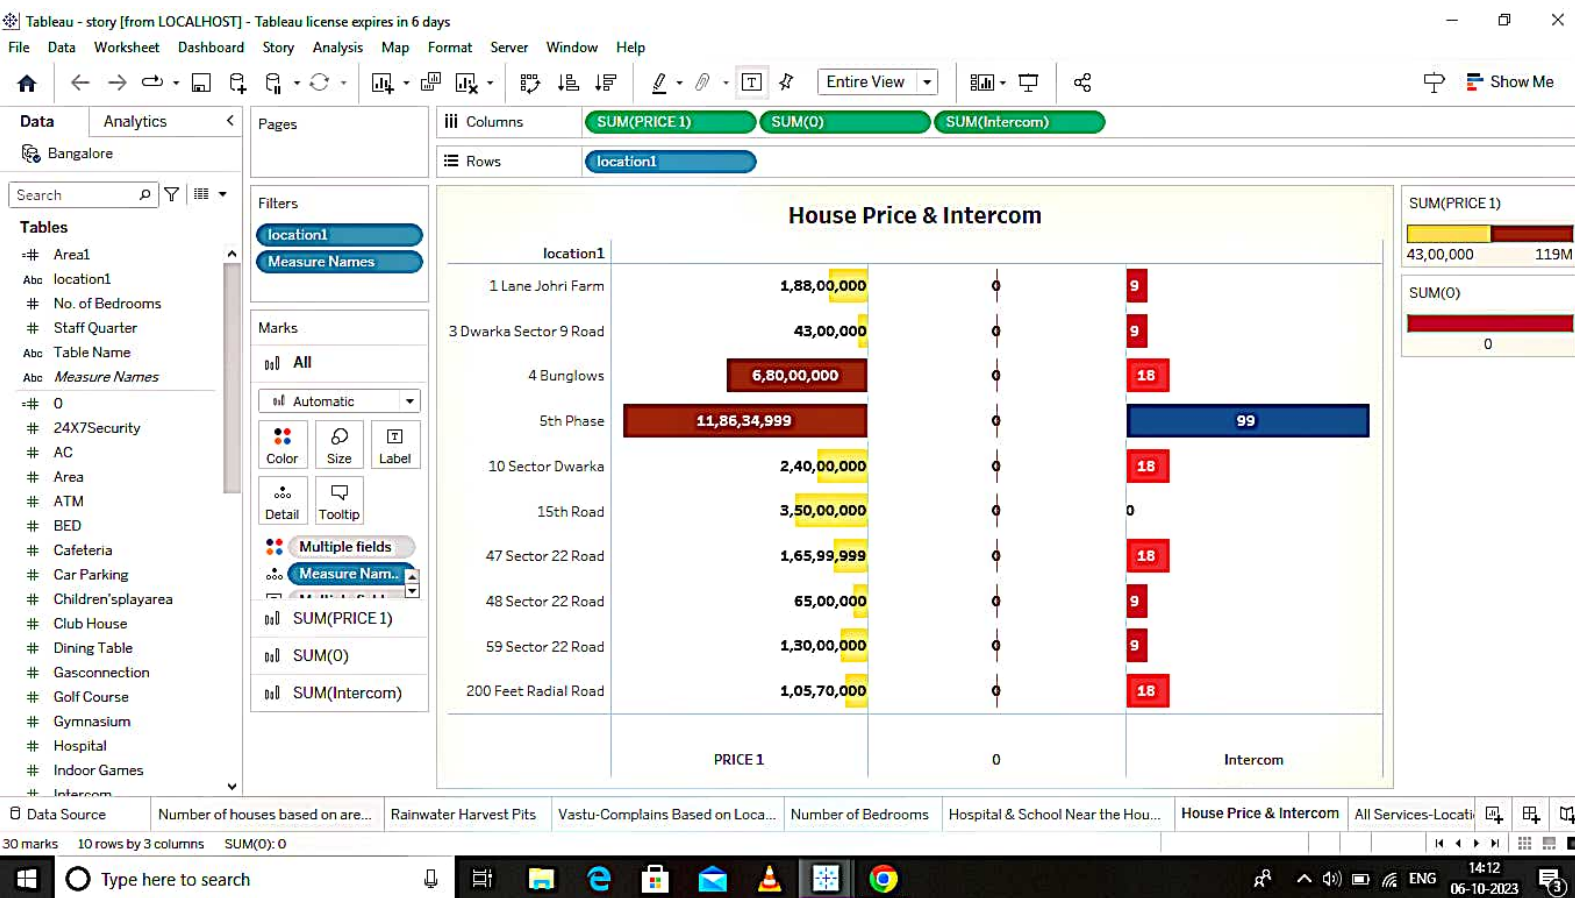 Tableau - story [from LOCALHOST] - Tableau license expires in 6 days
File Data Worksheet Dashboard Story Analysis Map Format Server Window Help
Entire View
Show Me
Data Analytics
Bangalore
Search
Tables
Area1
Abc location1
No. of Bedrooms
Staff Quarter
Abc Table Name
Abc Measure Names
0
24X7Security
AC
Area
ATM
BED
Cafeteria
Car Parking
Children'splayarea
Club House
Dining Table
Gasconnection
Golf Course
Gymnasium
Hospital
Indoor Games
Intercom
Pages
Filters
location1
Measure Names
Marks
All
Automatic
Color Size Label
Detail Tooltip
Multiple fields
Measure Nam..
SUM(PRICE 1)
SUM(0)
SUM(Intercom)
Columns SUM(PRICE 1) SUM(0) SUM(Intercom)
Rows location1
House Price & Intercom
location1
1 Lane Johri Farm 1,88,00,000 0 9
3 Dwarka Sector 9 Road 43,00,000 0 9
4 Bunglows 6,80,00,000 0 18
5th Phase 11,86,34,999 0 99
10 Sector Dwarka 2,40,00,000 0 18
15th Road 3,50,00,000 0 0
47 Sector 22 Road 1,65,99,999 0 18
48 Sector 22 Road 65,00,000 0 9
59 Sector 22 Road 1,30,00,000 0 9
200 Feet Radial Road 1,05,70,000 0 18
PRICE 1 0 Intercom
SUM(PRICE 1)
43,00,000 119M
SUM(0)
0
Data Source Number of houses based on are... Rainwater Harvest Pits Vastu-Complains Based on Loca... Number of Bedrooms Hospital & School Near the Hou... House Price & Intercom All Services-Locati
30 marks 10 rows by 3 columns SUM(0): 0
Type here to search
ENG
14:12
06-10-2023
3